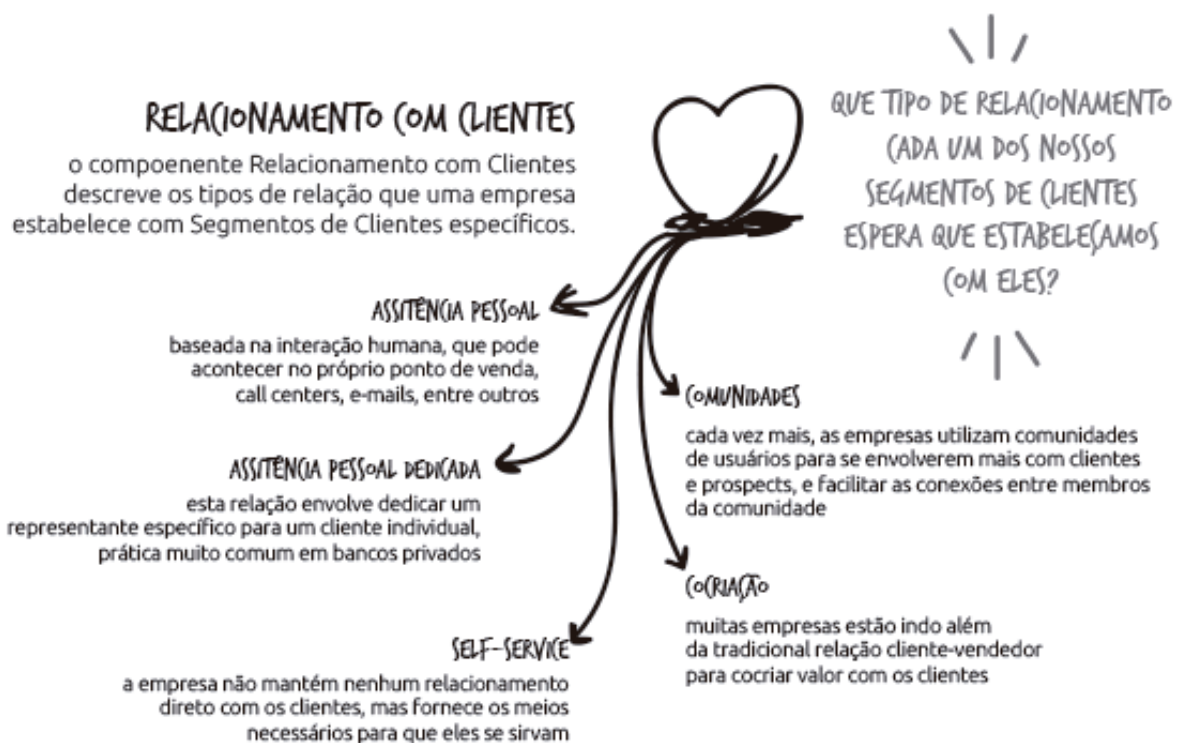 RELACIONAMENTO COM CLIENTES
o compoenente Relacionamento com Clientes
descreve os tipos de relação que uma empresa
estabelece com Segmentos de Clientes específicos.
QUE TIPO DE RELACIONAMENTO
CADA UM DOS NOSSOS
SEGMENTOS DE CLIENTES
ESPERA QUE ESTABELEÇAMOS
COM ELES?
ASSITÊNCIA PESSOAL
baseada na interação humana, que pode
acontecer no próprio ponto de venda,
call centers, e-mails, entre outros
ASSITÊNCIA PESSOAL DEDICADA
esta relação envolve dedicar um
representante específico para um cliente individual,
prática muito comum em bancos privados
SELF-SERVICE
a empresa não mantém nenhum relacionamento
direto com os clientes, mas fornece os meios
necessários para que eles se sirvam
COMUNIDADES
cada vez mais, as empresas utilizam comunidades
de usuários para se envolverem mais com clientes
e prospects, e facilitar as conexões entre membros
da comunidade
COCRIAÇÃO
muitas empresas estão indo além
da tradicional relação cliente-vendedor
para cocriar valor com os clientes